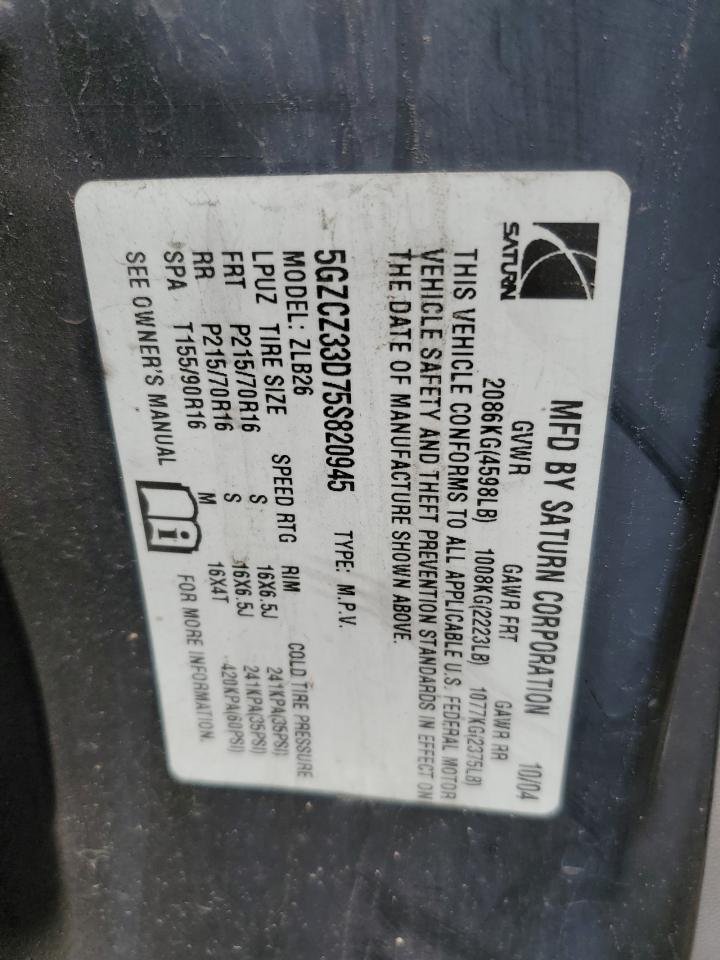 SATURN
MFD BY SATURN CORPORATION 10/04
GVWR GAWR FRT GAWR RR
2086KG(4598LB) 1008KG(2223LB) 1077KG(2375LB)
THIS VEHICLE CONFORMS TO ALL APPLICABLE U.S. FEDERAL MOTOR
VEHICLE SAFETY AND THEFT PREVENTION STANDARDS IN EFFECT ON
THE DATE OF MANUFACTURE SHOWN ABOVE.
5GZCZ33D75S820945 TYPE: M.P.V.
MODEL: ZLB26
LPUZ TIRE SIZE SPEED RTG RIM COLD TIRE PRESSURE
FRT P215/70R16 S 16X6.5J 241KPA(35PSI)
RR P215/70R16 S 16X6.5J 241KPA(35PSI)
SPA T155/90R16 M 16X4T 420KPA(60PSI)
SEE OWNER'S MANUAL FOR MORE INFORMATION.